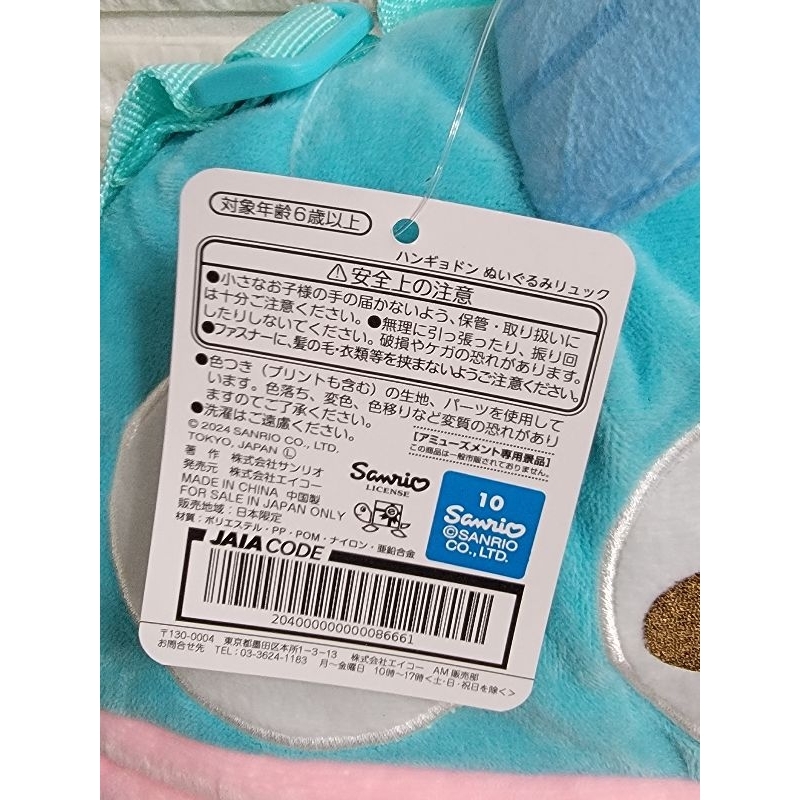 対象年齢6歳以上
ハンギョドン ぬいぐるみリュック
⚠安全上の注意
●小さなお子様の手の届かないよう、保管・取り扱いに
は十分ご注意ください。●無理に引っ張ったり、振り回
したりしないでください。破損やケガの恐れがあります。
●ファスナーに、髪の毛・衣類等を挟まないようご注意ください。
●色つき(プリントも含む)の生地、パーツを使用して
います。色落ち、変色、色移りなど変質の恐れがあり
ますのでご了承ください。
●洗濯はご遠慮ください。
【アミューズメント専用景品】
この商品は一般市販されておりません。
© 2024 SANRIO CO., LTD.
TOKYO, JAPAN Ⓛ
著 作 株式会社サンリオ
発売元 株式会社エイコー
MADE IN CHINA 中国製
FOR SALE IN JAPAN ONLY
販売地域:日本限定
材質:ポリエステル・PP・POM・ナイロン・亜鉛合金
Sanrio
LICENSE
10
Sanrio
©SANRIO
CO., LTD.
JAIA CODE
2040000000000086661
〒130-0004 東京都墨田区本所1-3-13 株式会社エイコー AM販売部
お問合せ先 TEL:03-3624-1183 月~金曜日 10時~17時<土・日・祝日を除く>